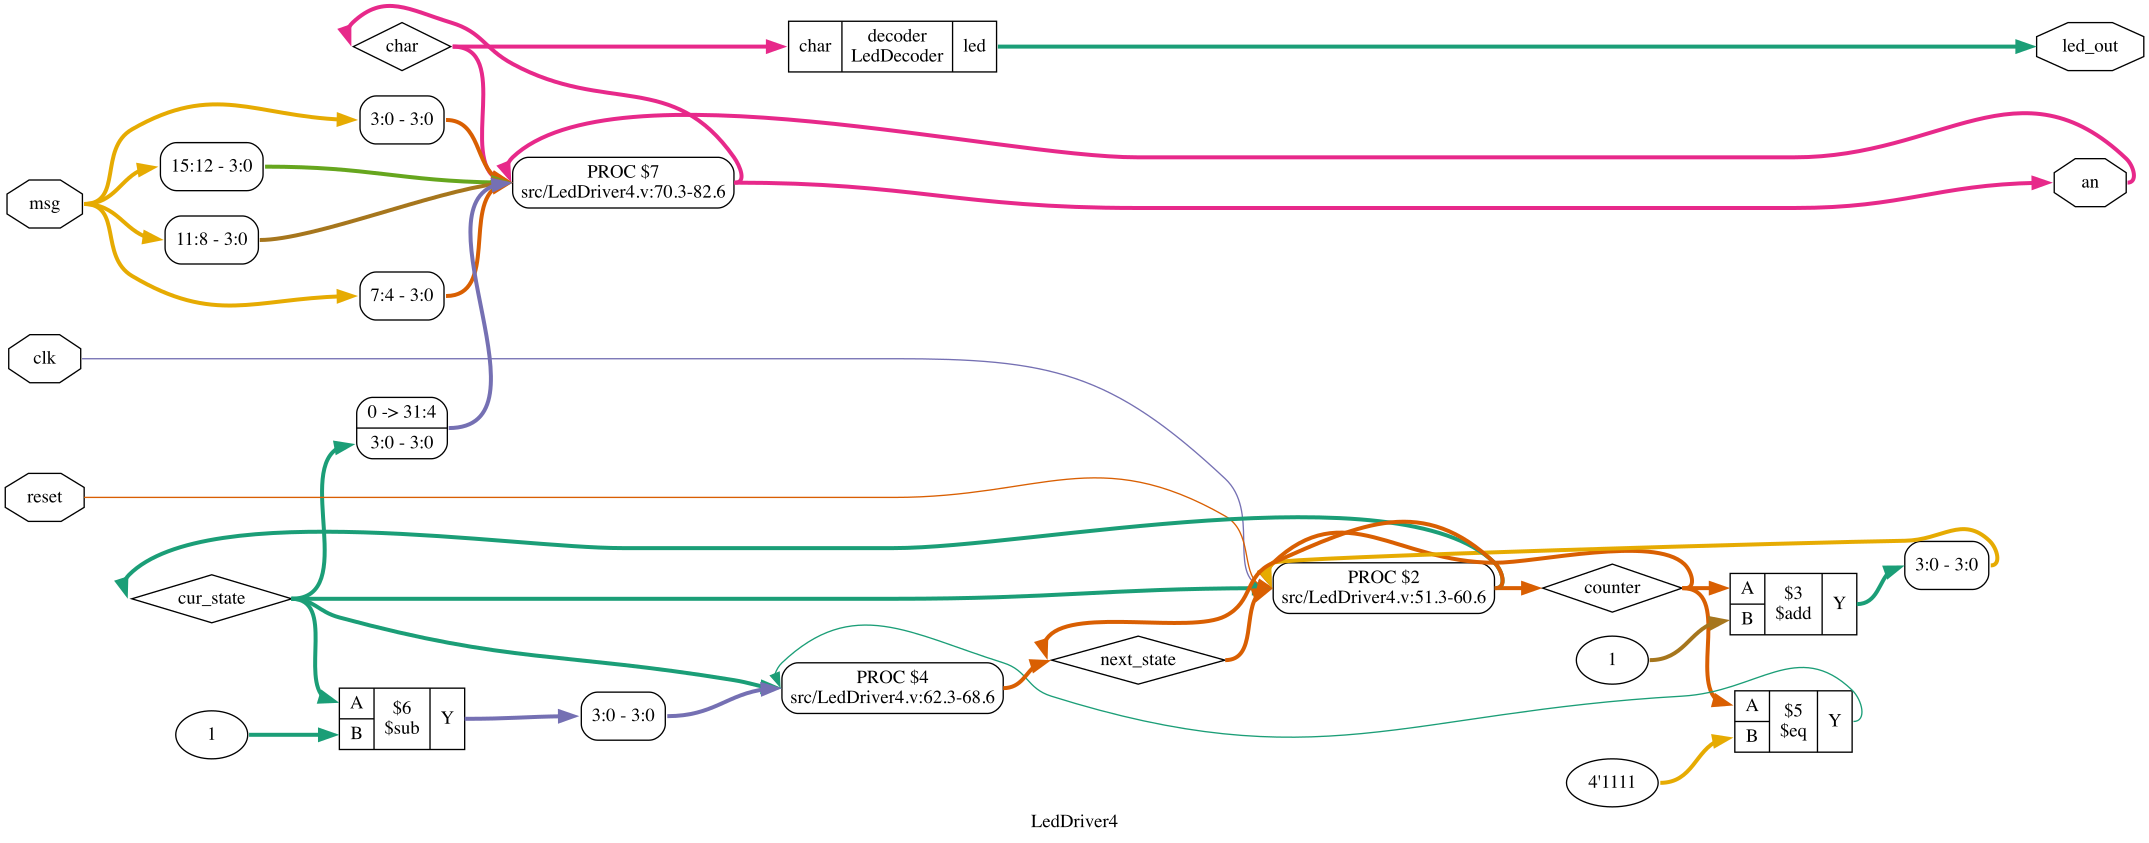 char
char
decoder
LedDecoder
led
led_out
3:0 - 3:0
15:12 - 3:0
PROC $7
src/LedDriver4.v:70.3-82.6
an
msg
11:8 - 3:0
7:4 - 3:0
clk
0 -> 31:4
3:0 - 3:0
reset
cur_state
PROC $2
src/LedDriver4.v:51.3-60.6
counter
A
B
$3
$add
Y
3:0 - 3:0
1
next_state
PROC $4
src/LedDriver4.v:62.3-68.6
A
B
$6
$sub
Y
3:0 - 3:0
1
A
B
$5
$eq
Y
4'1111
LedDriver4